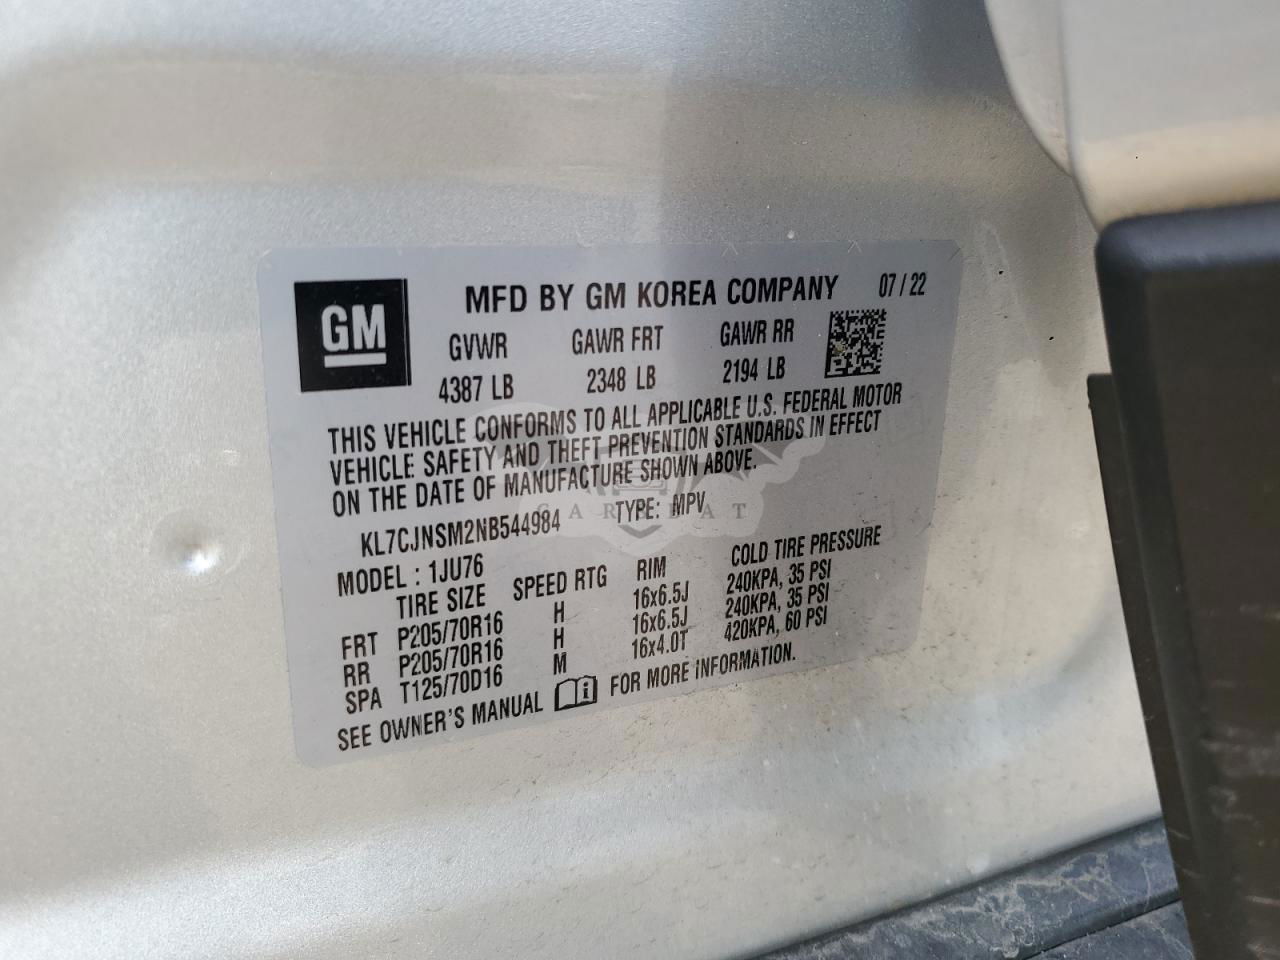 GM
MFD BY GM KOREA COMPANY 07 / 22
GVWR GAWR FRT GAWR RR
4387 LB 2348 LB 2194 LB
THIS VEHICLE CONFORMS TO ALL APPLICABLE U.S. FEDERAL MOTOR
VEHICLE SAFETY AND THEFT PREVENTION STANDARDS IN EFFECT
ON THE DATE OF MANUFACTURE SHOWN ABOVE.
KL7CJNSM2NB544984 TYPE: MPV
MODEL : 1JU76
TIRE SIZE SPEED RTG RIM COLD TIRE PRESSURE
FRT P205/70R16 H 16x6.5J 240KPA, 35 PSI
RR P205/70R16 H 16x6.5J 240KPA, 35 PSI
SPA T125/70D16 M 16x4.0T 420KPA, 60 PSI
SEE OWNER'S MANUAL FOR MORE INFORMATION.